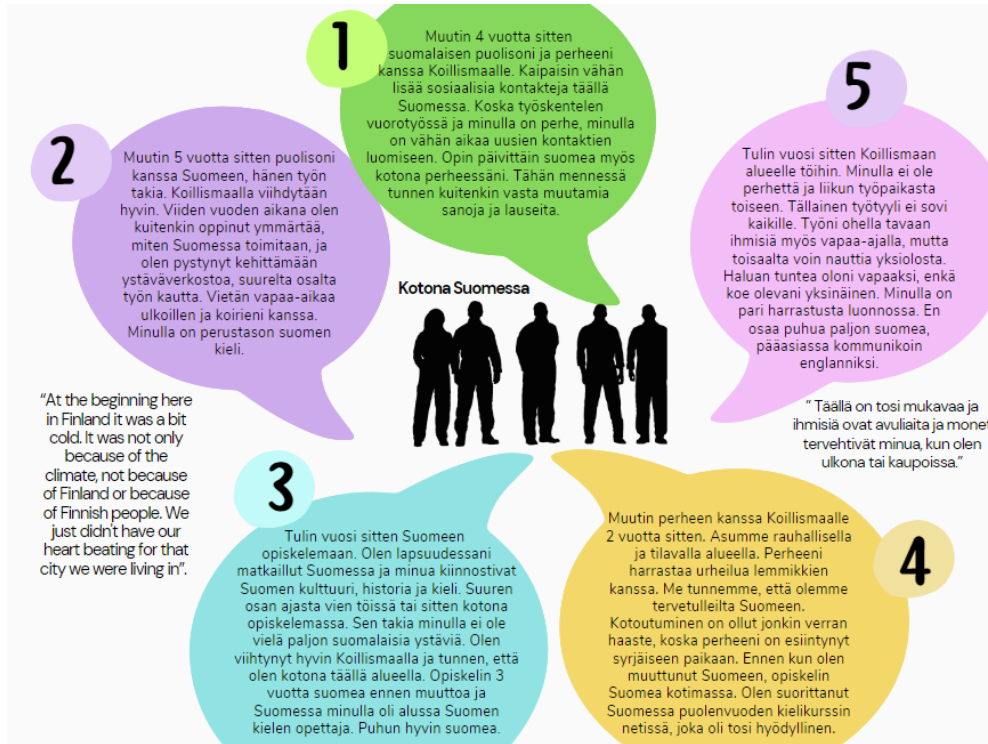 1
Muutin 4 vuotta sitten
suomalaisen puolisoni ja perheeni
kanssa Koillismaalle. Kaipaisin vähän
lisää sosiaalisia kontakteja täällä
Suomessa. Koska työskentelen
vuorotyössä ja minulla on perhe, minulla
on vähän aikaa uusien kontaktien
luomiseen. Opin päivittäin suomea myös
kotona perheessäni. Tähän mennessä
tunnen kuitenkin vasta muutamia
sanoja ja lauseita.
2
Muutin 5 vuotta sitten puolisoni
kanssa Suomeen, hänen työn
takia. Koillismaalla viihdytään
hyvin. Viiden vuoden aikana olen
kuitenkin oppinut ymmärtää,
miten Suomessa toimitaan, ja
olen pystynyt kehittämään
ystäväverkostoa, suurelta osalta
työn kautta. Vietän vapaa-aikaa
ulkoillen ja koirieni kanssa.
Minulla on perustason suomen
kieli.
5
Tulin vuosi sitten Koillismaan
alueelle töihin. Minulla ei ole
perhettä ja liikun työpaikasta
toiseen. Tällainen työtyyli ei sovi
kaikille. Työni ohella tavaan
ihmisiä myös vapaa-ajalla, mutta
toisaalta voin nauttia yksiolosta.
Haluan tuntea oloni vapaaksi, enkä
koe olevani yksinäinen. Minulla on
pari harrastusta luonnossa. En
osaa puhua paljon suomea,
pääasiassa kommunikoin
englanniksi.
Kotona Suomessa
“At the beginning here
in Finland it was a bit
cold. It was not only
because of the
climate, not because
of Finland or because
of Finnish people. We
just didn't have our
heart beating for that
city we were living in”.
” Täällä on tosi mukavaa ja
ihmisiä ovat avuliaita ja monet
tervehtivät minua, kun olen
ulkona tai kaupoissa.”
3
Tulin vuosi sitten Suomeen
opiskelemaan. Olen lapsuudessani
matkaillut Suomessa ja minua kiinnostivat
Suomen kulttuuri, historia ja kieli. Suuren
osan ajasta vien töissä tai sitten kotona
opiskelemassa. Sen takia minulla ei ole
vielä paljon suomalaisia ystäviä. Olen
viihtynyt hyvin Koillismaalla ja tunnen, että
olen kotona täällä alueella. Opiskelin 3
vuotta suomea ennen muuttoa ja
Suomessa minulla oli alussa Suomen
kielen opettaja. Puhun hyvin suomea.
4
Muutin perheen kanssa Koillismaalle
2 vuotta sitten. Asumme rauhallisella
ja tilavalla alueella. Perheeni
harrastaa urheilua lemmikkien
kanssa. Me tunnemme, että olemme
tervetulleilta Suomeen.
Kotoutuminen on ollut jonkin verran
haaste, koska perheeni on esiintynyt
syrjäiseen paikaan. Ennen kun olen
muuttunut Suomeen, opiskelin
Suomea kotimassa. Olen suorittanut
Suomessa puolenvuoden kielikurssin
netissä, joka oli tosi hyödyllinen.